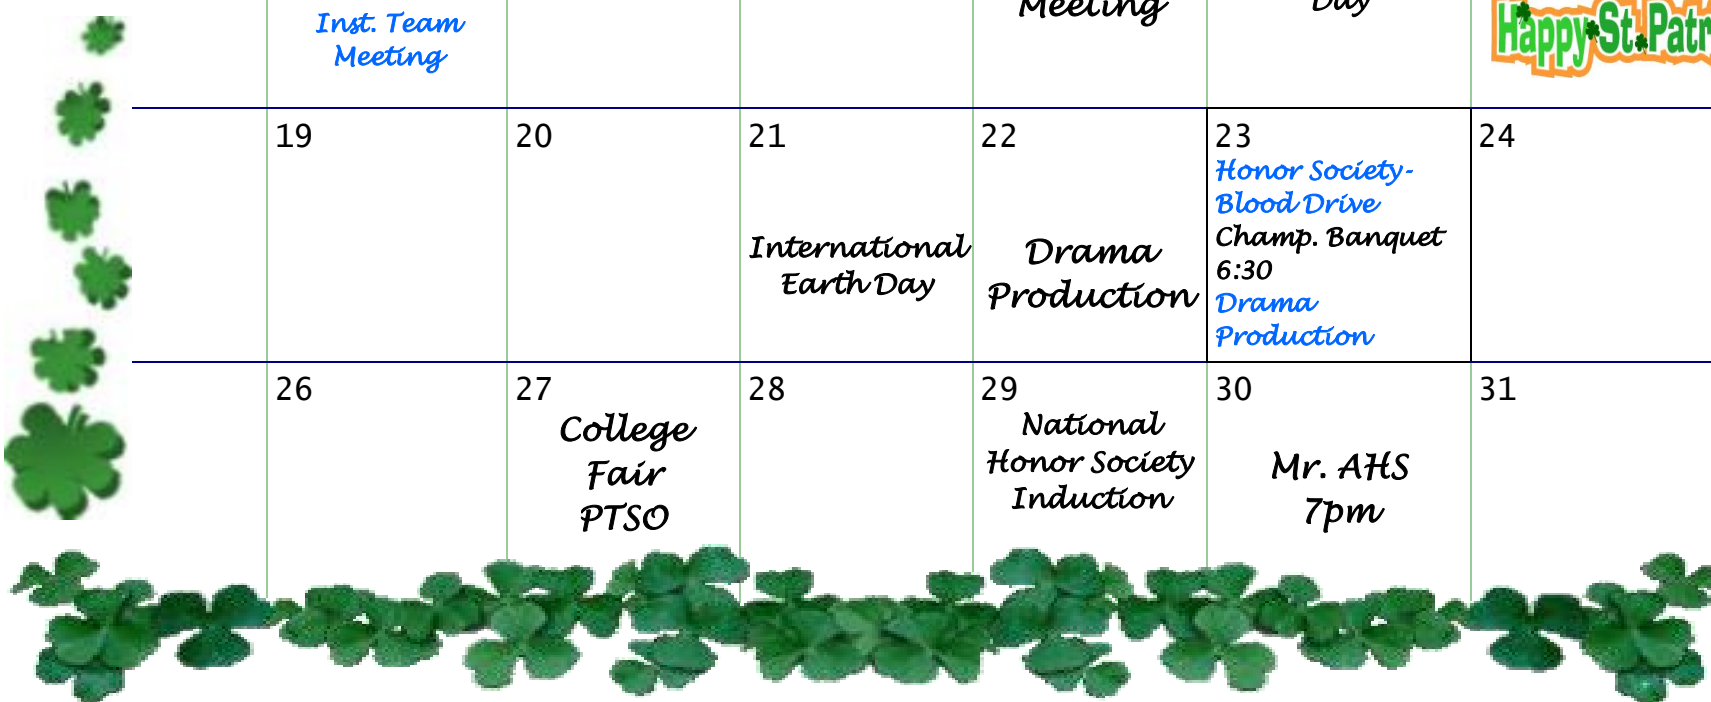 Inst. Team
Meeting
Meeting
Day
Happy St. Patr
19
20
21
International
Earth Day
22
Drama
Production
23
Honor Society-
Blood Drive
Champ. Banquet
6:30
Drama
Production
24
26
27
College
Fair
PTSO
28
29
National
Honor Society
Induction
30
Mr. AHS
7pm
31